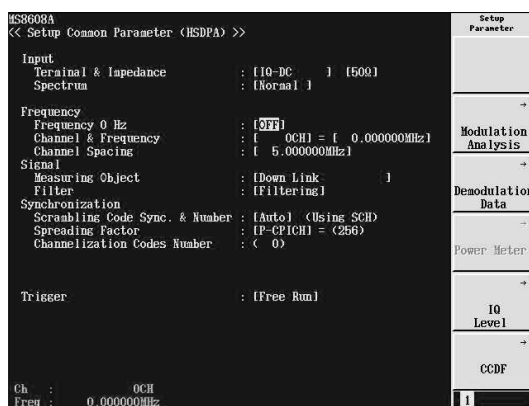 MS8608A
<< Setup Common Parameter (HSDPA) >>
Input
Terminal & Impedance : [IQ-DC ] [50Ω]
Spectrum : [Normal ]
Frequency
Frequency 0 Hz : [OFF]
Channel & Frequency : [ 0CH] = [ 0.000000MHz]
Channel Spacing : [ 5.000000MHz]
Signal
Measuring Object : [Down Link ]
Filter : [Filtering]
Synchronization
Scrambling Code Sync. & Number : [Auto] (Using SCH)
Spreading Factor : [P-CPICH] = (256)
Channelization Codes Number : ( 0)
Trigger : [Free Run]
Ch : 0CH
Freq : 0.000000MHz
Setup
Parameter
→
Modulation
Analysis
→
Demodulation
Data
→
Power Meter
→
IQ
Level
→
CCDF
1